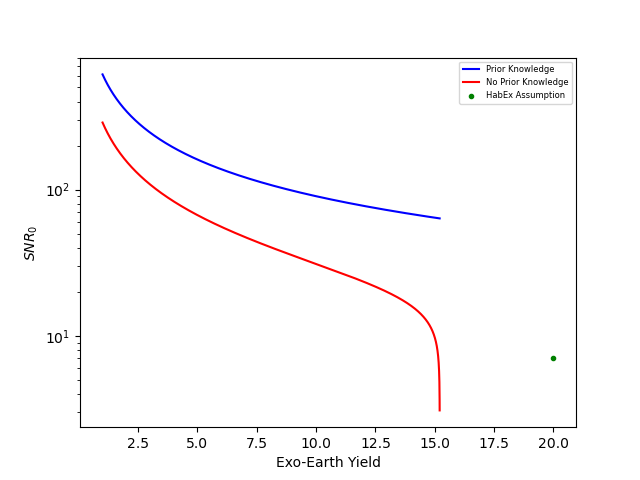 Prior Knowledge
No Prior Knowledge
HabEx Assumption
10²
10¹
SNR₀
2.5 5.0 7.5 10.0 12.5 15.0 17.5 20.0
Exo-Earth Yield